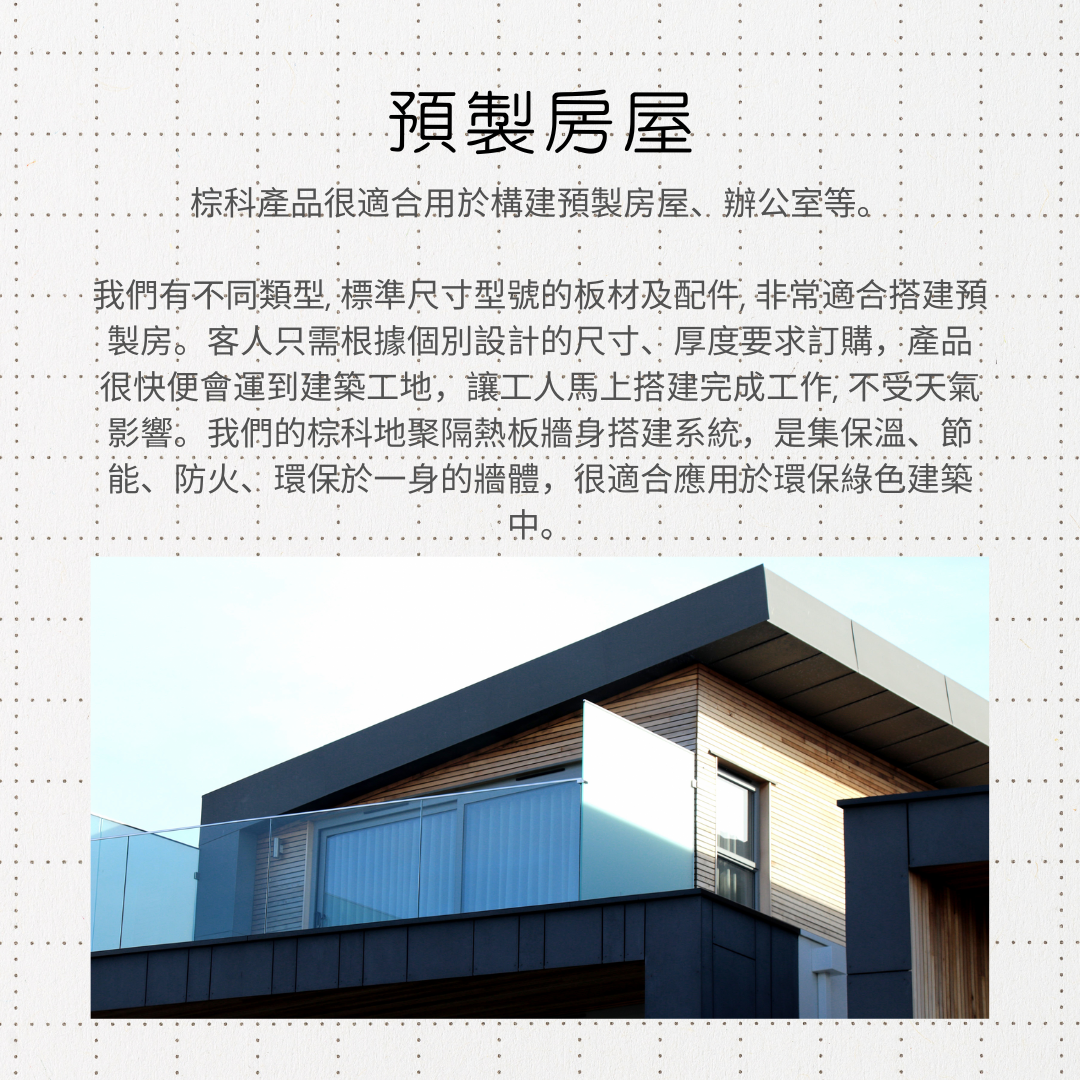 預製房屋
棕科產品很適合用於構建預製房屋、辦公室等。
我們有不同類型, 標準尺寸型號的板材及配件, 非常適合搭建預
製房。客人只需根據個別設計的尺寸、厚度要求訂購，產品
很快便會運到建築工地，讓工人馬上搭建完成工作, 不受天氣
影響。我們的棕科地聚隔熱板牆身搭建系統，是集保溫、節
能、防火、環保於一身的牆體，很適合應用於環保綠色建築
中。